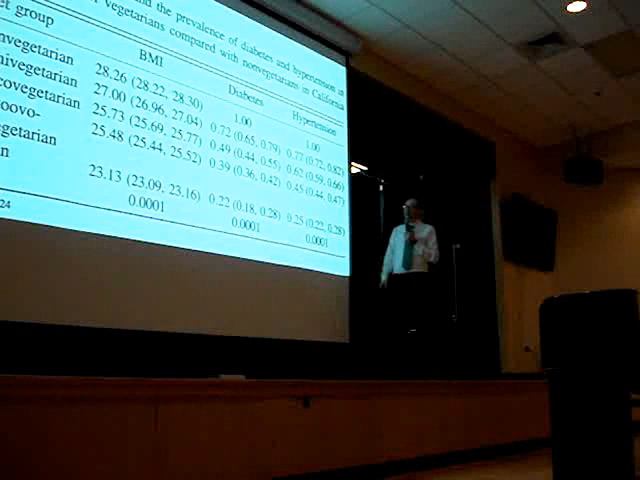 and the prevalence of diabetes and hypertension in
vegetarians compared with nonvegetarians in California
et group BMI Diabetes Hypertension
nvegetarian 28.26 (28.22, 28.30) 1.00 1.00
nivegetarian 27.00 (26.96, 27.04) 0.72 (0.65, 0.79) 0.77 (0.72, 0.82)
covegetarian 25.73 (25.69, 25.77) 0.49 (0.44, 0.55) 0.62 (0.59, 0.66)
oovo-
egetarian 25.48 (25.44, 25.52) 0.39 (0.36, 0.42) 0.45 (0.44, 0.47)
n 23.13 (23.09, 23.16) 0.22 (0.18, 0.28) 0.25 (0.22, 0.28)
0.0001 0.0001 0.0001
24